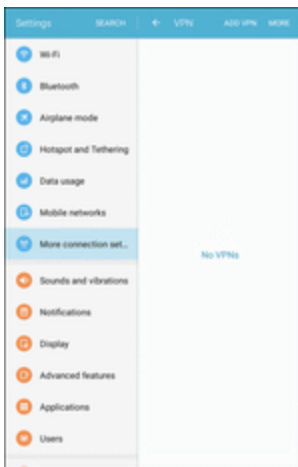 Settings SEARCH
← VPN ADD VPN MORE
Wi-Fi
Bluetooth
Airplane mode
Hotspot and Tethering
Data usage
Mobile networks
More connection set...
No VPNs
Sounds and vibrations
Notifications
Display
Advanced features
Applications
Users